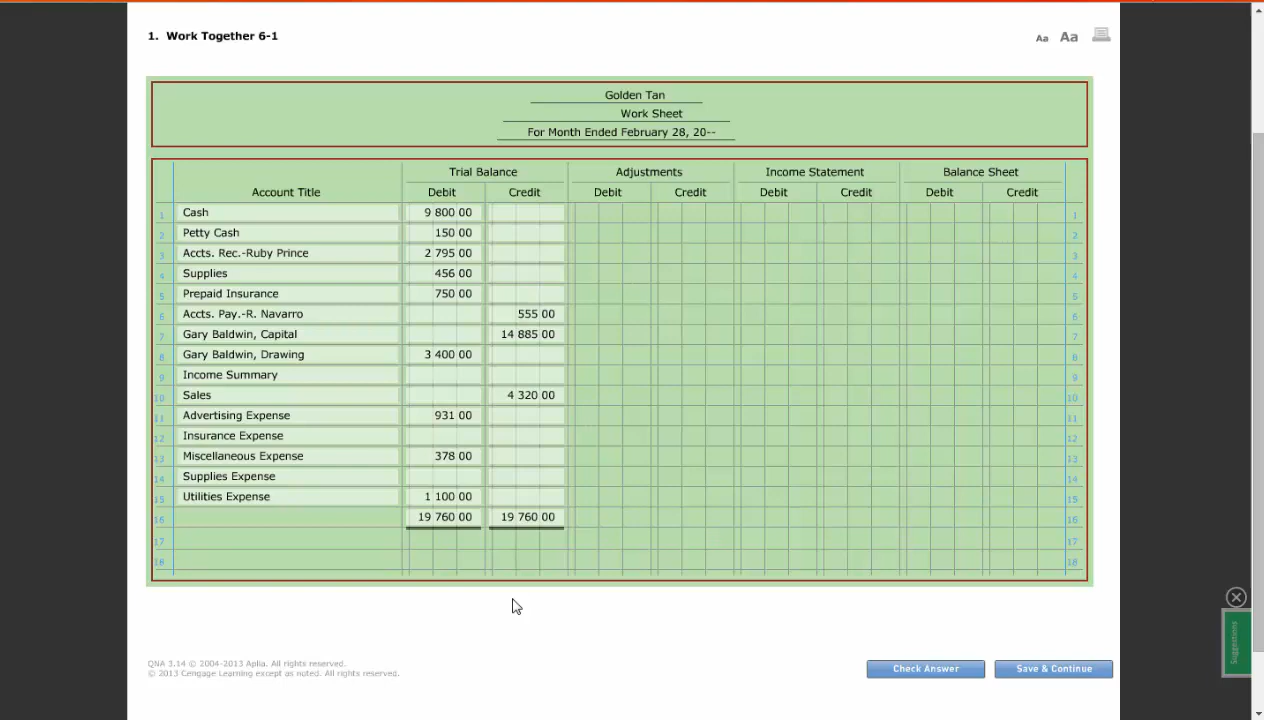 1. Work Together 6-1
Aa Aa
Golden Tan
Work Sheet
For Month Ended February 28, 20--
Trial Balance Adjustments Income Statement Balance Sheet
Account Title Debit Credit Debit Credit Debit Credit Debit Credit
1 Cash 9 800 00 1
2 Petty Cash 150 00 2
3 Accts. Rec.-Ruby Prince 2 795 00 3
4 Supplies 456 00 4
5 Prepaid Insurance 750 00 5
6 Accts. Pay.-R. Navarro 555 00 6
7 Gary Baldwin, Capital 14 885 00 7
8 Gary Baldwin, Drawing 3 400 00 8
9 Income Summary 9
10 Sales 4 320 00 10
11 Advertising Expense 931 00 11
12 Insurance Expense 12
13 Miscellaneous Expense 378 00 13
14 Supplies Expense 14
15 Utilities Expense 1 100 00 15
16 19 760 00 19 760 00 16
17 17
18 18
Suggestions
QNA 3.14 © 2004-2013 Aplia. All rights reserved.
© 2013 Cengage Learning except as noted. All rights reserved.
Check Answer Save & Continue